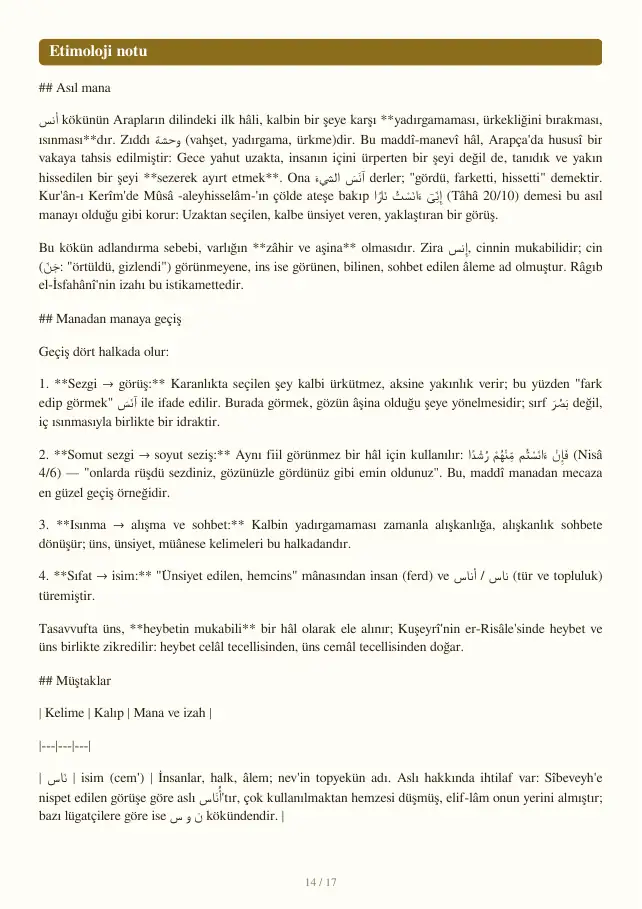 Etimoloji notu
## Asıl mana
أنس kökünün Arapların dilindeki ilk hâli, kalbin bir şeye karşı **yadırgamaması, ürkekliğini bırakması,
ısınması**dır. Zıddı وحشة (vahşet, yadırgama, ürkme)dir. Bu maddî-manevî hâl, Arapça'da hususî bir
vakaya tahsis edilmiştir: Gece yahut uzakta, insanın içini ürperten bir şeyi değil de, tanıdık ve yakın
hissedilen bir şeyi **sezerek ayırt etmek**. Ona آنَسَ الشيءَ derler; "gördü, farketti, hissetti" demektir.
Kur'ân-ı Kerîm'de Mûsâ -aleyhisselâm-'ın çölde ateşe bakıp إِنِّىٓ ءَانَسْتُ نَارًا (Tâhâ 20/10) demesi bu asıl
manayı olduğu gibi korur: Uzaktan seçilen, kalbe ünsiyet veren, yaklaştıran bir görüş.
Bu kökün adlandırma sebebi, varlığın **zâhir ve aşina** olmasıdır. Zira إنس, cinnin mukabilidir; cin
(جَنَّ: "örtüldü, gizlendi") görünmeyene, ins ise görünen, bilinen, sohbet edilen âleme ad olmuştur. Râgıb
el-İsfahânî'nin izahı bu istikamettedir.
## Manadan manaya geçiş
Geçiş dört halkada olur:
1. **Sezgi → görüş:** Karanlıkta seçilen şey kalbi ürkütmez, aksine yakınlık verir; bu yüzden "fark
edip görmek" آنَسَ ile ifade edilir. Burada görmek, gözün âşina olduğu şeye yönelmesidir; sırf بَصُرَ değil,
iç ısınmasıyla birlikte bir idraktir.
2. **Somut sezgi → soyut seziş:** Aynı fiil görünmez bir hâl için kullanılır: فَإِنْ ءَانَسْتُم مِّنْهُمْ رُشْدًا (Nisâ
4/6) — "onlarda rüşdü sezdiniz, gözünüzle gördünüz gibi emin oldunuz". Bu, maddî manadan mecaza
en güzel geçiş örneğidir.
3. **Isınma → alışma ve sohbet:** Kalbin yadırgamaması zamanla alışkanlığa, alışkanlık sohbete
dönüşür; üns, ünsiyet, müânese kelimeleri bu halkadandır.
4. **Sıfat → isim:** "Ünsiyet edilen, hemcins" mânasından insan (ferd) ve ناس / أناس (tür ve topluluk)
türemiştir.
Tasavvufta üns, **heybetin mukabili** bir hâl olarak ele alınır; Kuşeyrî'nin er-Risâle'sinde heybet ve
üns birlikte zikredilir: heybet celâl tecellisinden, üns cemâl tecellisinden doğar.
## Müştaklar
| Kelime | Kalıp | Mana ve izah |
|---|---|---|
| ناس | isim (cem') | İnsanlar, halk, âlem; nev'in topyekün adı. Aslı hakkında ihtilaf var: Sîbeveyh'e
nispet edilen görüşe göre aslı أُنَاس'tır, çok kullanılmaktan hemzesi düşmüş, elif-lâm onun yerini almıştır;
bazı lügatçilere göre ise ن و س kökündendir. |
14 / 17